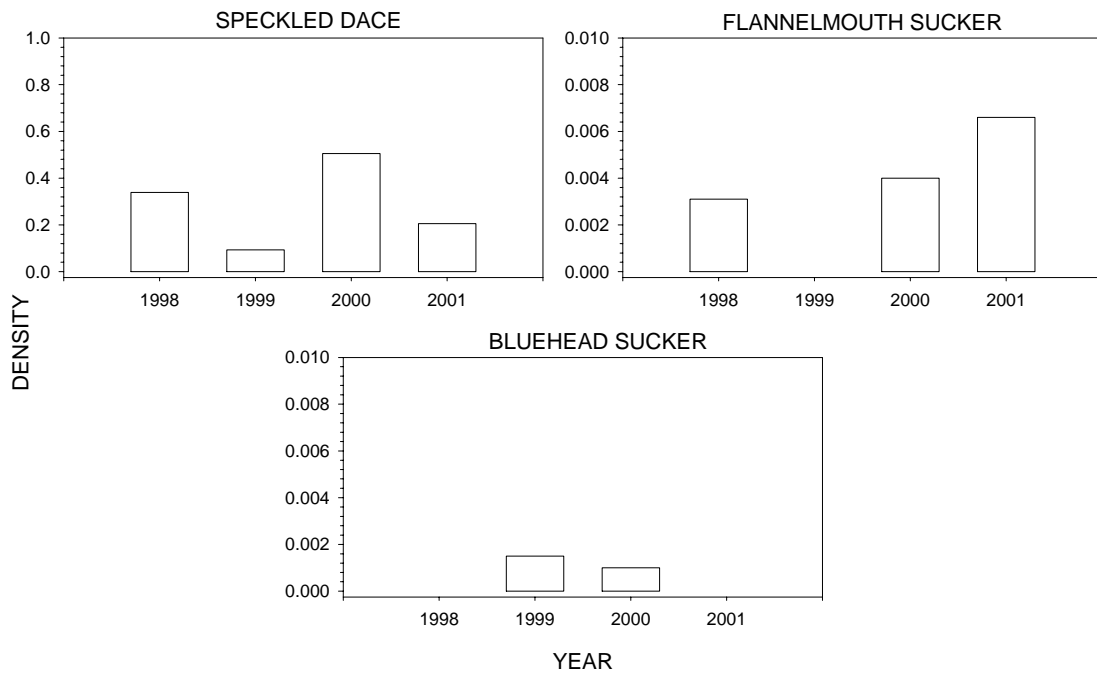 SPECKLED DACE
1.0
0.8
0.6
0.4
0.2
0.0
1998 1999 2000 2001
FLANNELMOUTH SUCKER
0.010
0.008
0.006
0.004
0.002
0.000
1998 1999 2000 2001
DENSITY
BLUEHEAD SUCKER
0.010
0.008
0.006
0.004
0.002
0.000
1998 1999 2000 2001
YEAR